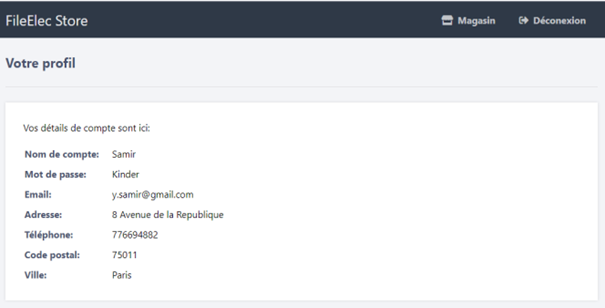 FileElec Store Magasin Déconexion
Votre profil
Vos détails de compte sont ici:
Nom de compte: Samir
Mot de passe: Kinder
Email: y.samir@gmail.com
Adresse: 8 Avenue de la Republique
Téléphone: 776694882
Code postal: 75011
Ville: Paris